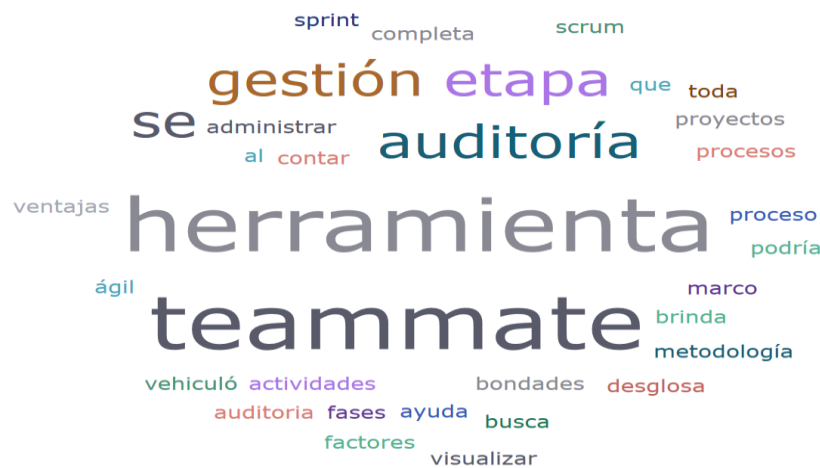 sprint completa scrum
gestión etapa que toda
se administrar auditoría proyectos
al contar procesos
ventajas herramienta proceso
podría
ágil teammate marco
brinda
metodología
vehiculó actividades bondades desglosa
auditoria fases ayuda busca
factores visualizar